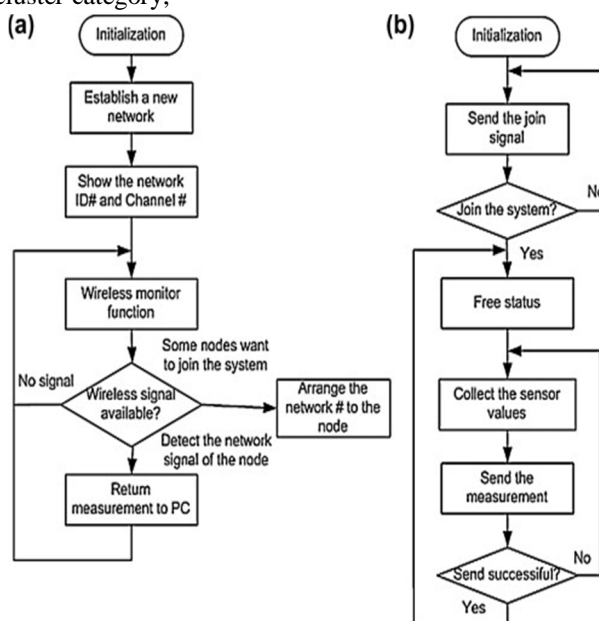 cluster category,
(a)
Initialization
Establish a new
network
Show the network
ID# and Channel #
Wireless monitor
function
Some nodes want
to join the system
No signal
Wireless signal
available?
Arrange the
network # to the
node
Detect the network
signal of the node
Return
measurement to PC
(b)
Initialization
Send the join
signal
No
Join the system?
Yes
Free status
Collect the sensor
values
Send the
measurement
No
Send successful?
Yes